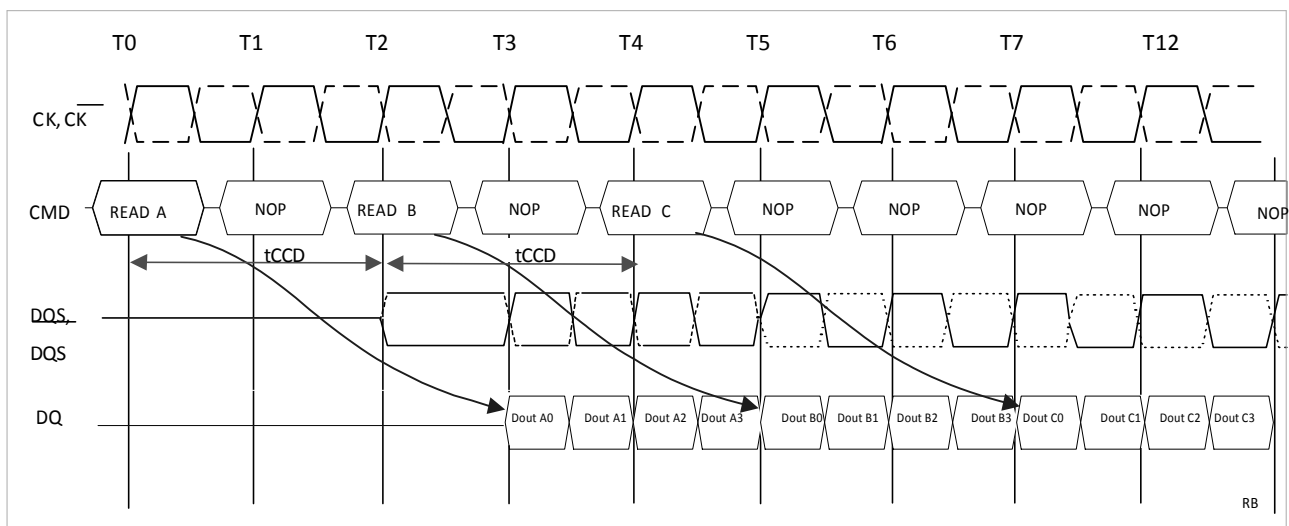 T0 T1 T2 T3 T4 T5 T6 T7 T12
CK, CK
CMD READ A NOP READ B NOP READ C NOP NOP NOP NOP NOP
tCCD tCCD
DQS,
DQS
DQ Dout A0 Dout A1 Dout A2 Dout A3 Dout B0 Dout B1 Dout B2 Dout B3 Dout C0 Dout C1 Dout C2 Dout C3
RB